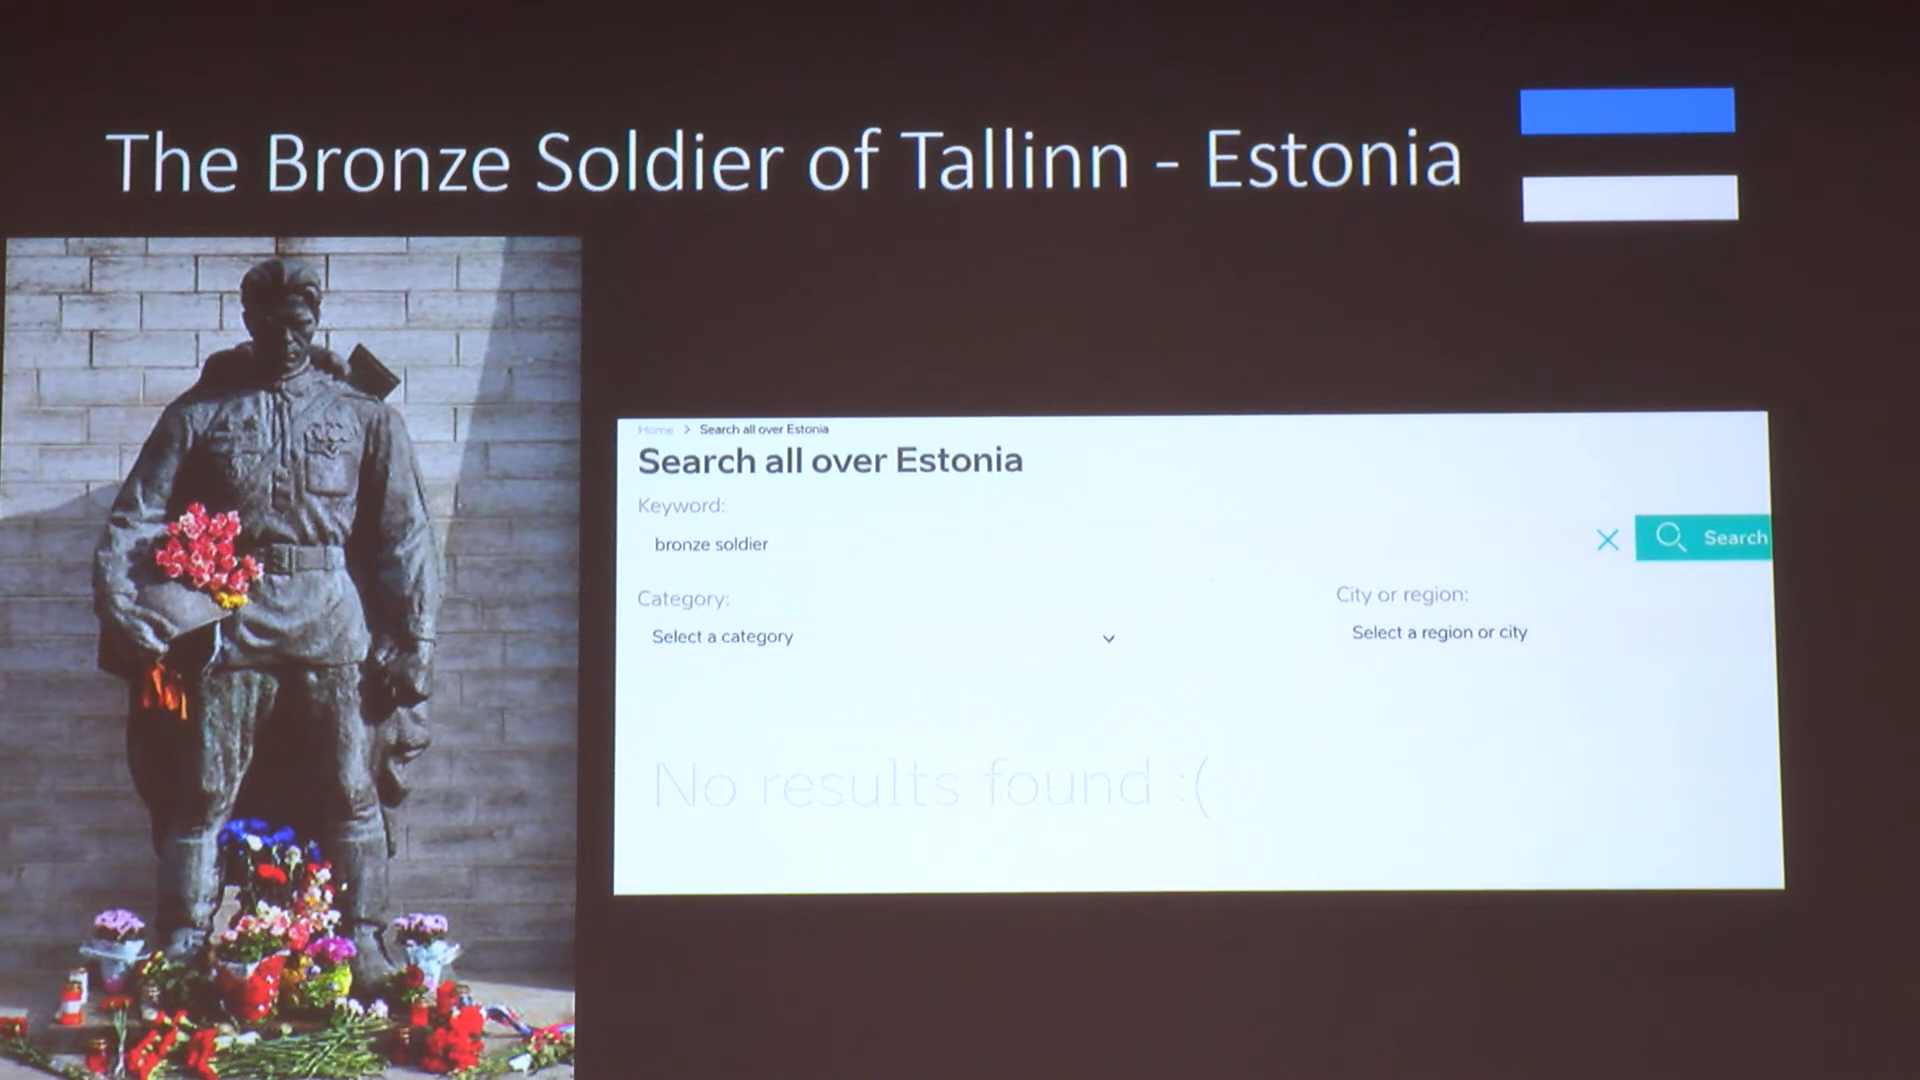 The Bronze Soldier of Tallinn - Estonia
Home > Search all over Estonia
Search all over Estonia
Keyword:
bronze soldier
Search
Category:
City or region:
Select a category
Select a region or city
No results found :(